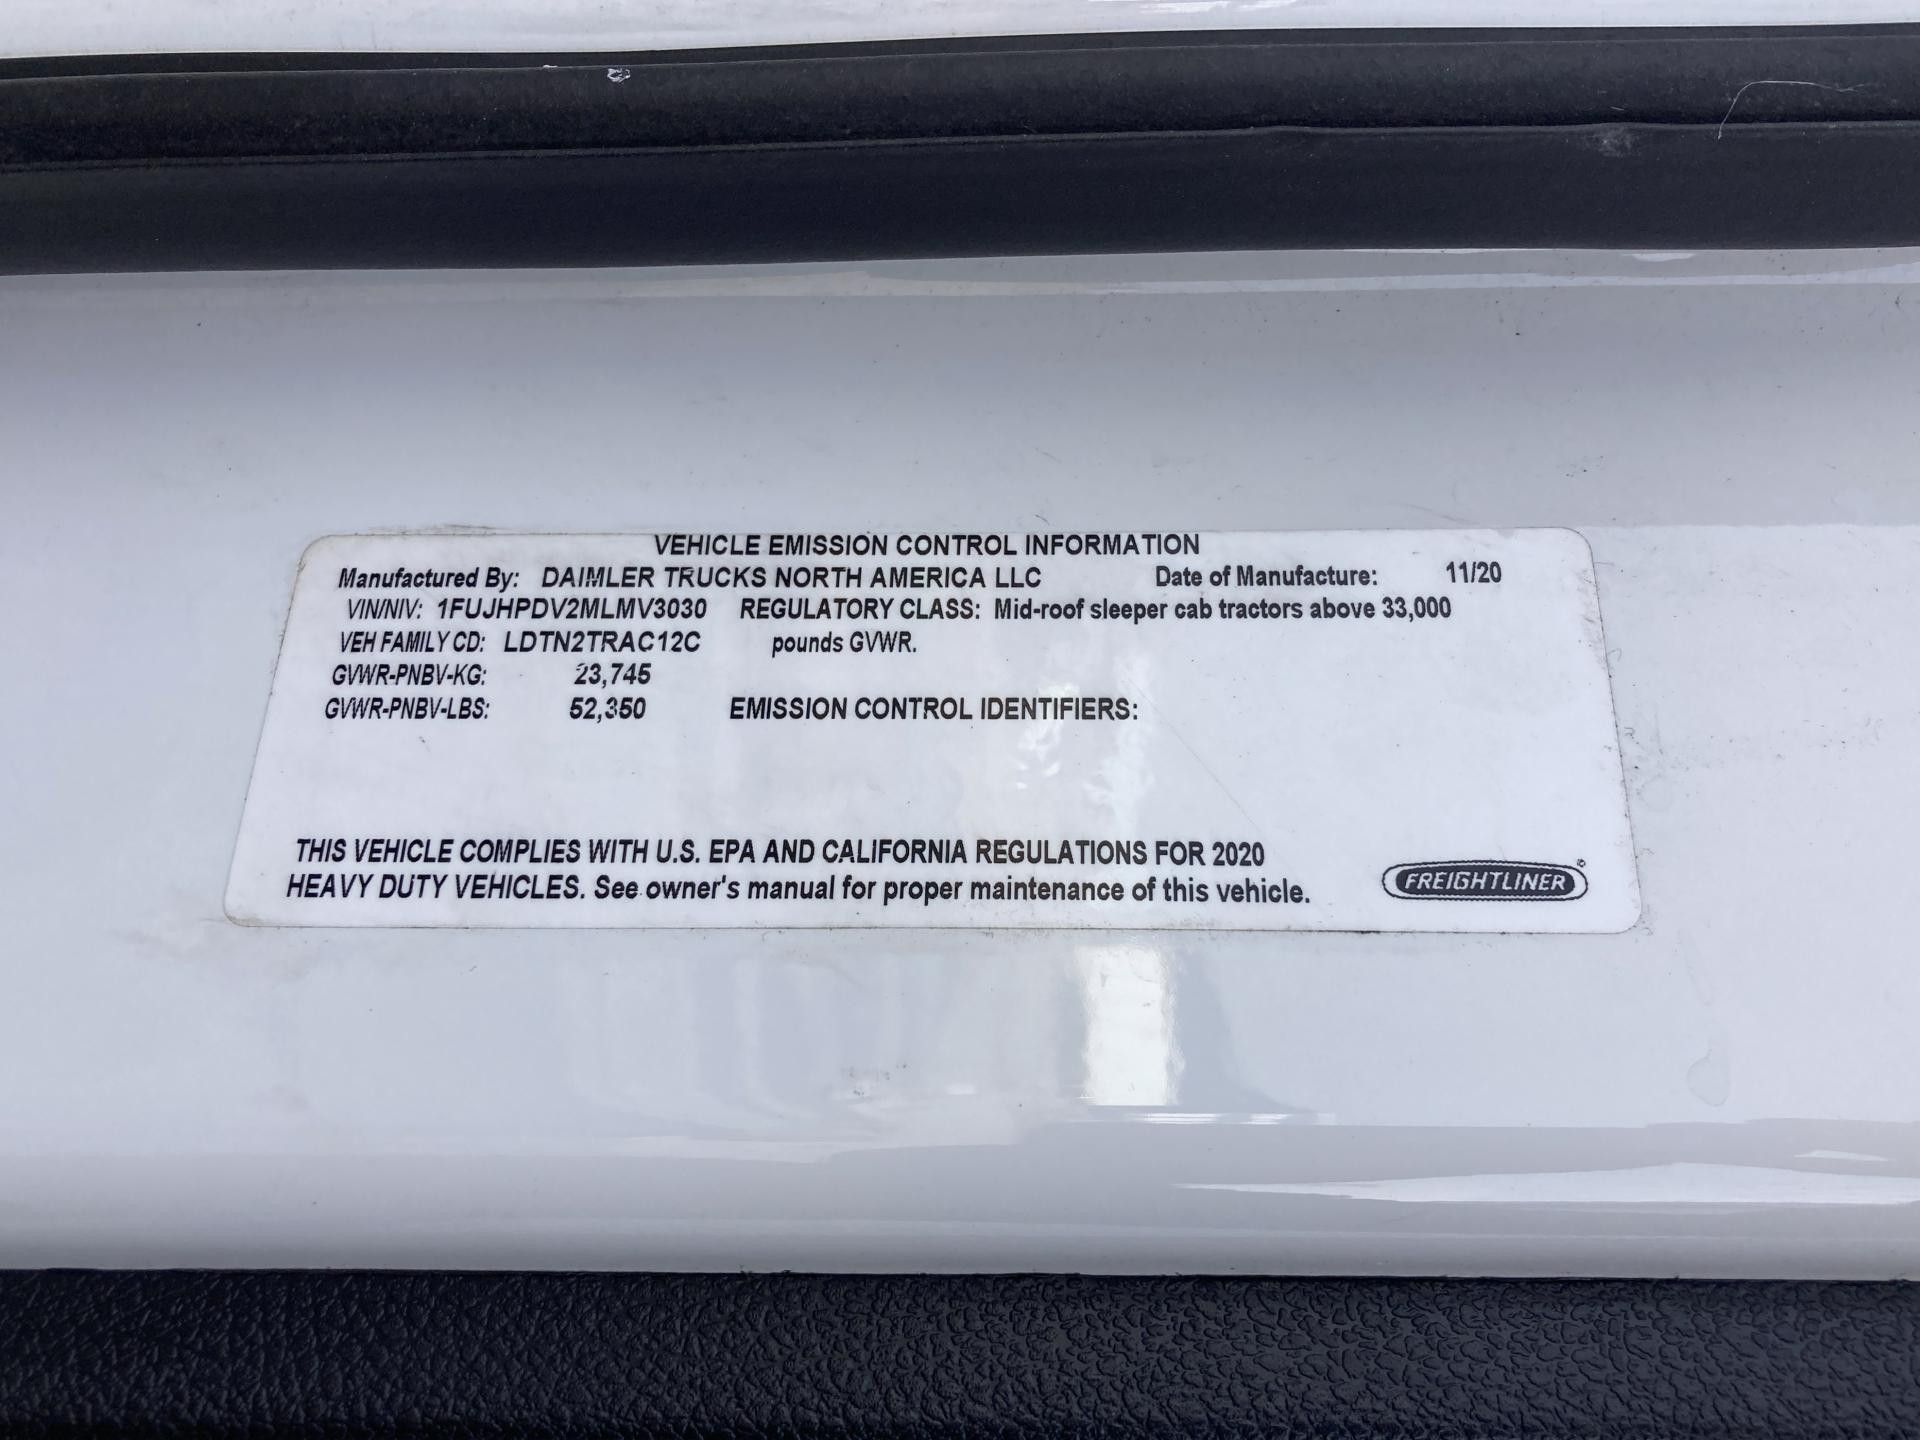 VEHICLE EMISSION CONTROL INFORMATION
Manufactured By: DAIMLER TRUCKS NORTH AMERICA LLC Date of Manufacture: 11/20
VIN/NIV: 1FUJHPDV2MLMV3030 REGULATORY CLASS: Mid-roof sleeper cab tractors above 33,000
VEH FAMILY CD: LDTN2TRAC12C pounds GVWR.
GVWR-PNBV-KG: 23,745
GVWR-PNBV-LBS: 52,350 EMISSION CONTROL IDENTIFIERS:
THIS VEHICLE COMPLIES WITH U.S. EPA AND CALIFORNIA REGULATIONS FOR 2020
HEAVY DUTY VEHICLES. See owner's manual for proper maintenance of this vehicle.
FREIGHTLINER®